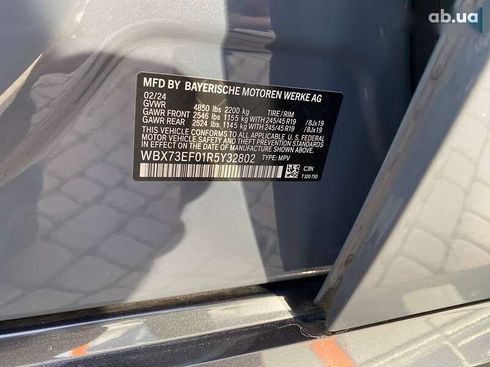 ab.ua
MFD BY BAYERISCHE MOTOREN WERKE AG
02/24
GVWR 4850 lbs 2200 kg TIRE/RIM
GAWR FRONT 2546 lbs 1155 kg WITH 245/45 R19 /8Jx19
GAWR REAR 2524 lbs 1145 kg WITH 245/45 R19 /8Jx19
THIS VEHICLE CONFORMS TO ALL APPLICABLE U.S. FEDERAL
MOTOR VEHICLE SAFETY, BUMPER, AND THEFT PREVENTION
STANDARDS IN EFFECT ON THE DATE OF MANUFACTURE SHOWN ABOVE.
WBX73EF01R5Y32802 TYPE: MPV
C3N